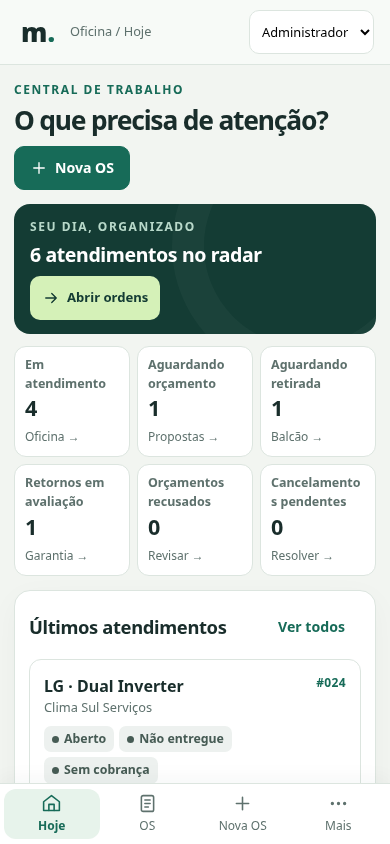 m.
Oficina / Hoje
Administrador
CENTRAL DE TRABALHO
O que precisa de atenção?
+ Nova OS
SEU DIA, ORGANIZADO
6 atendimentos no radar
→ Abrir ordens
Em
atendimento
4
Oficina →
Aguardando
orçamento
1
Propostas →
Aguardando
retirada
1
Balcão →
Retornos em
avaliação
1
Garantia →
Orçamentos
recusados
0
Revisar →
Cancelamento
s pendentes
0
Resolver →
Últimos atendimentos
Ver todos
LG · Dual Inverter
#024
Clima Sul Serviços
Aberto
Não entregue
Sem cobrança
Hoje
OS
Nova OS
Mais